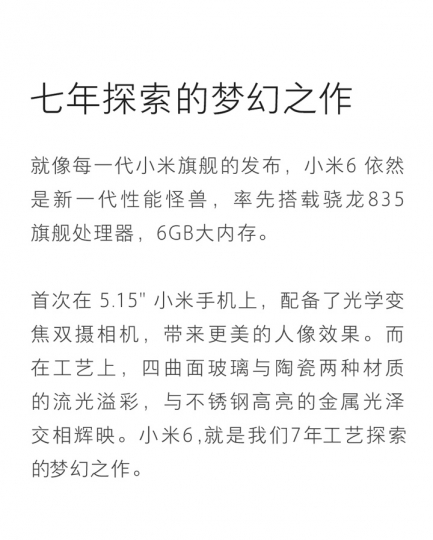 七年探索的梦幻之作
就像每一代小米旗舰的发布，小米6 依然
是新一代性能怪兽，率先搭载骁龙835
旗舰处理器，6GB大内存。
首次在 5.15" 小米手机上，配备了光学变
焦双摄相机，带来更美的人像效果。而
在工艺上，四曲面玻璃与陶瓷两种材质
的流光溢彩，与不锈钢高亮的金属光泽
交相辉映。小米6,就是我们7年工艺探索
的梦幻之作。